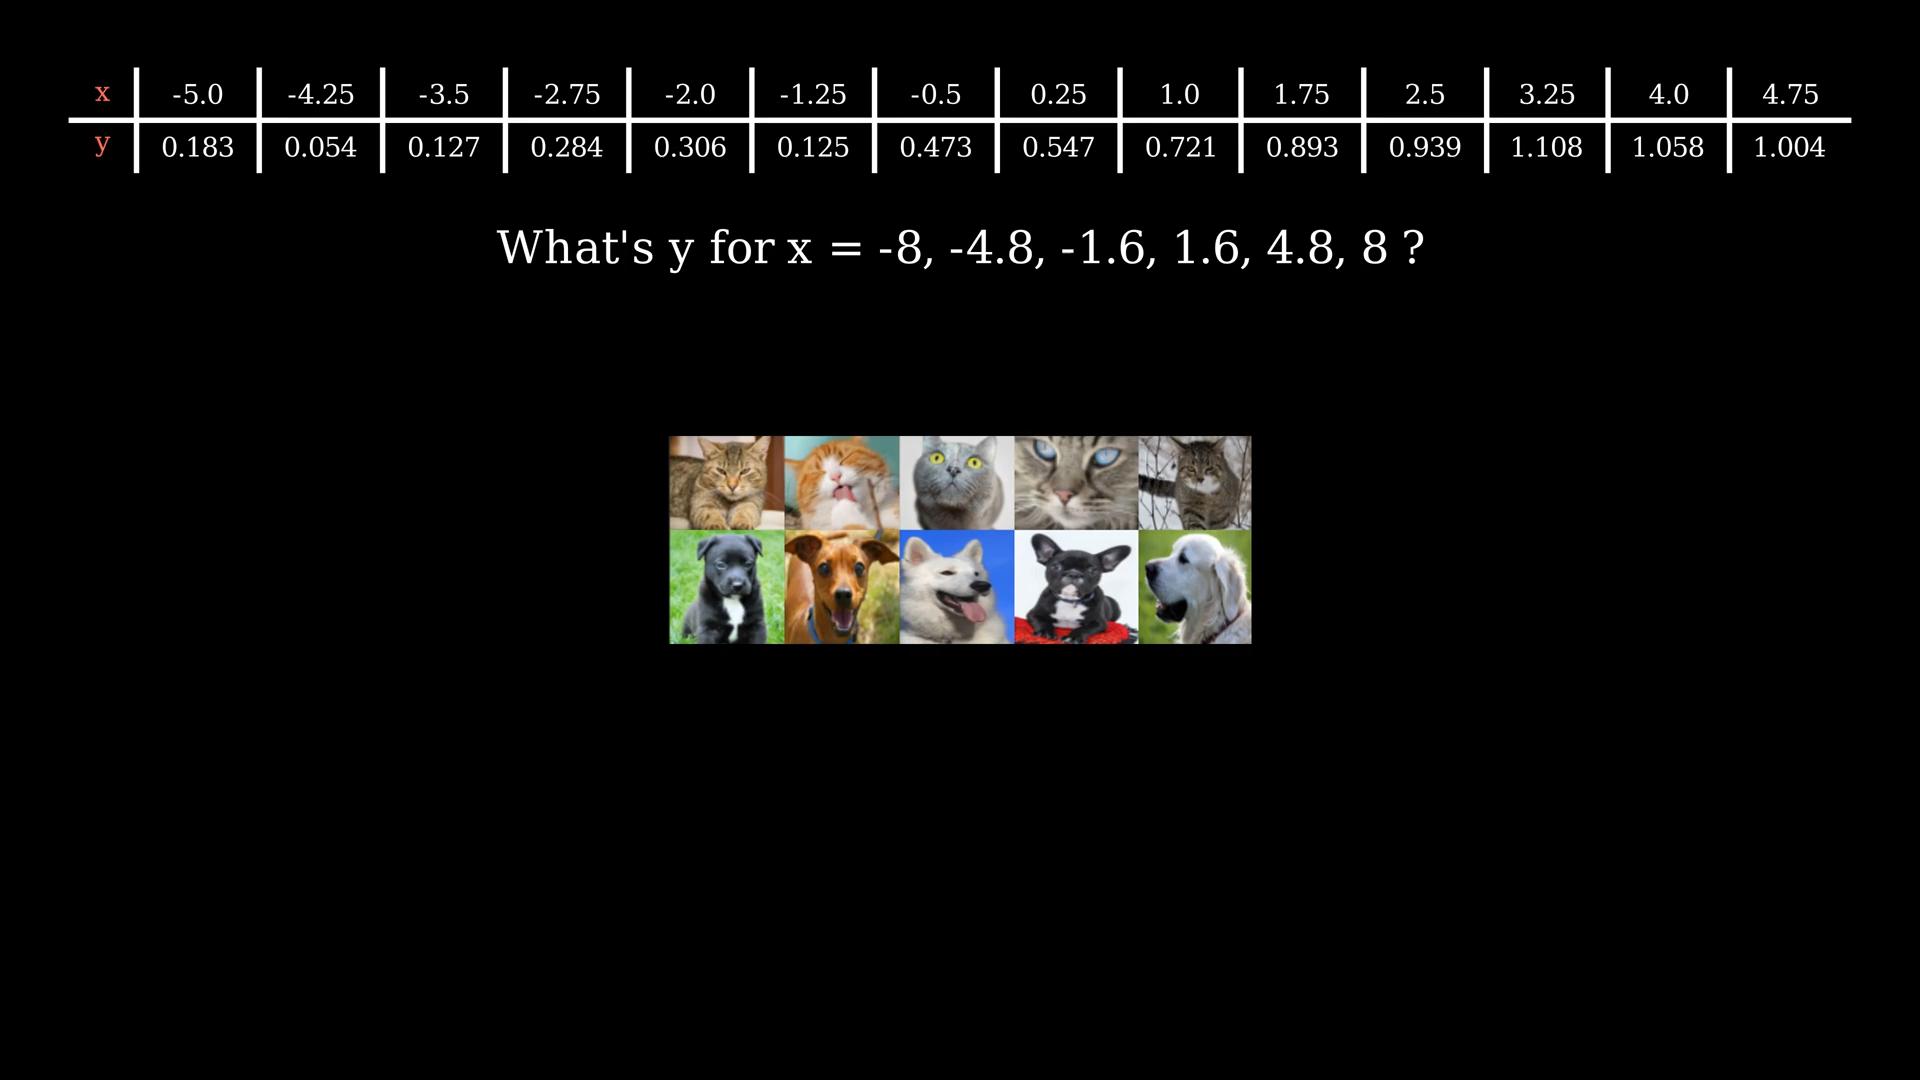 x -5.0 -4.25 -3.5 -2.75 -2.0 -1.25 -0.5 0.25 1.0 1.75 2.5 3.25 4.0 4.75
y 0.183 0.054 0.127 0.284 0.306 0.125 0.473 0.547 0.721 0.893 0.939 1.108 1.058 1.004
What's y for x = -8, -4.8, -1.6, 1.6, 4.8, 8 ?